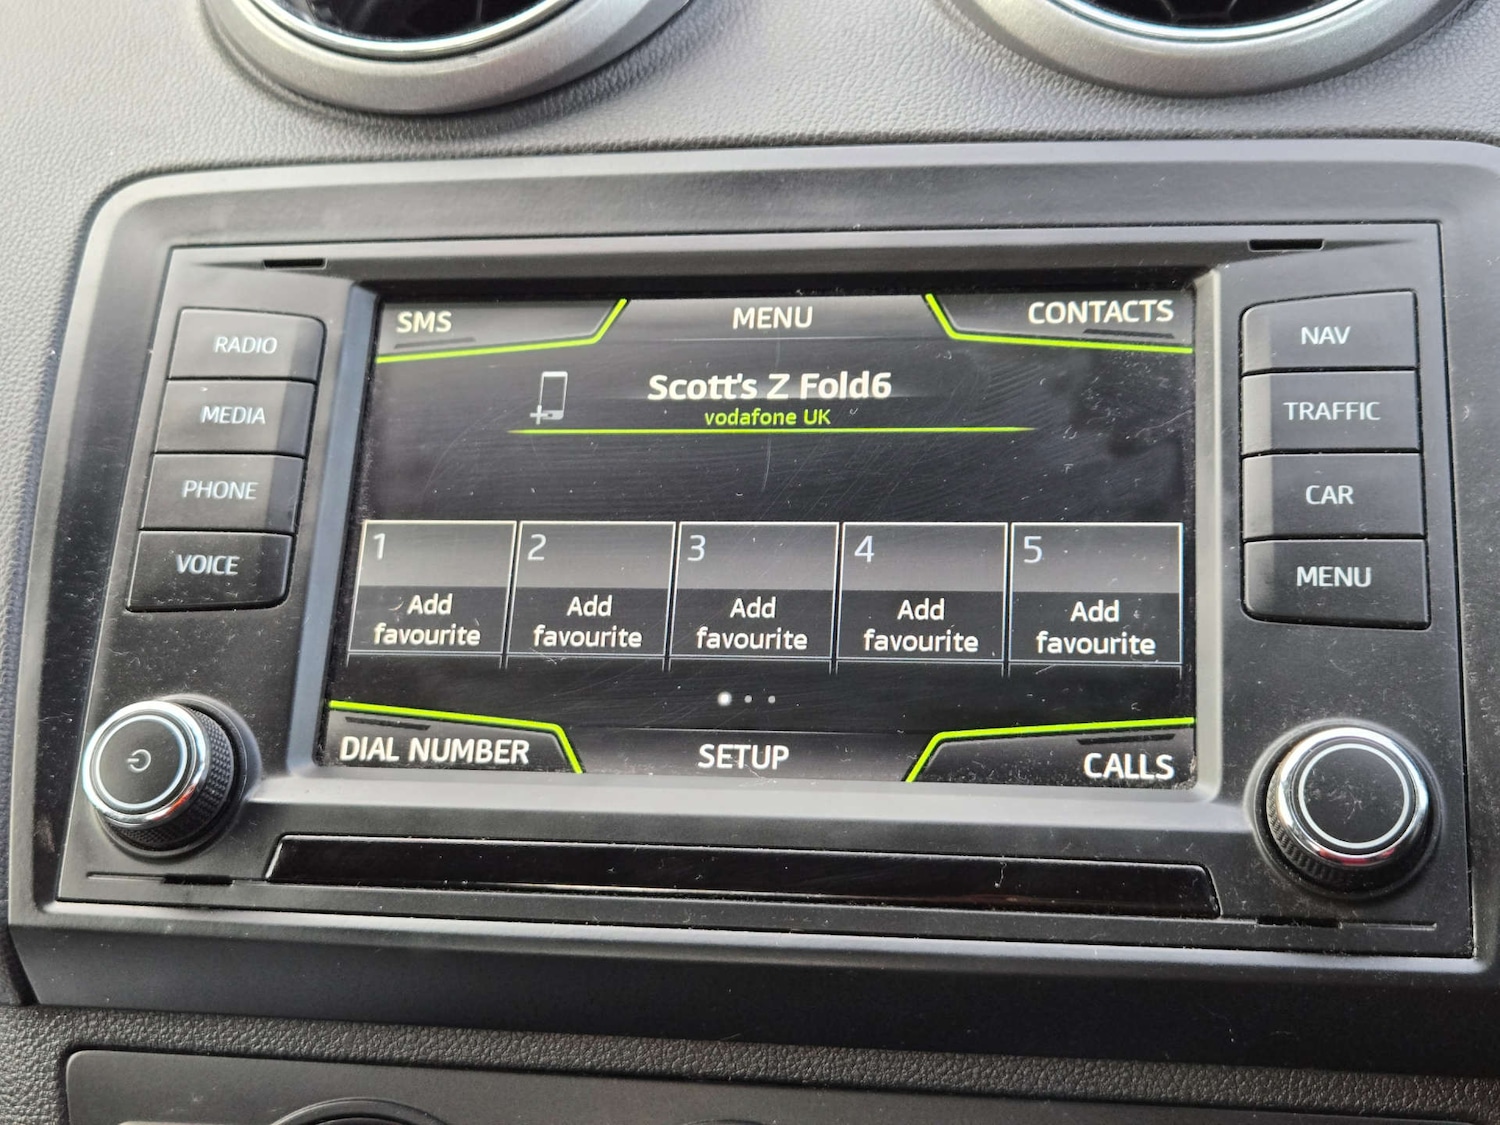 RADIO
MEDIA
PHONE
VOICE
SMS
MENU
CONTACTS
Scott's Z Fold6
vodafone UK
1
Add
favourite
2
Add
favourite
3
Add
favourite
4
Add
favourite
5
Add
favourite
DIAL NUMBER
SETUP
CALLS
NAV
TRAFFIC
CAR
MENU